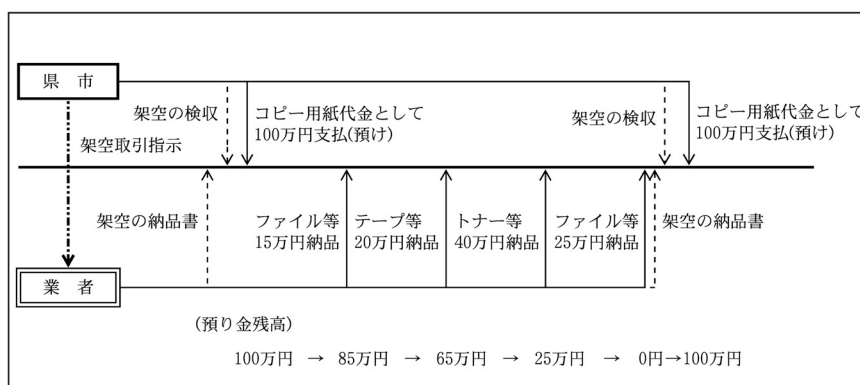 県 市
架空の検収
コピー用紙代金として
100万円支払(預け)
架空の検収
コピー用紙代金として
100万円支払(預け)
架空取引指示
架空の納品書
ファイル等
15万円納品
テープ等
20万円納品
トナー等
40万円納品
ファイル等
25万円納品
架空の納品書
業 者
(預り金残高)
100万円 → 85万円 → 65万円 → 25万円 → 0円→100万円